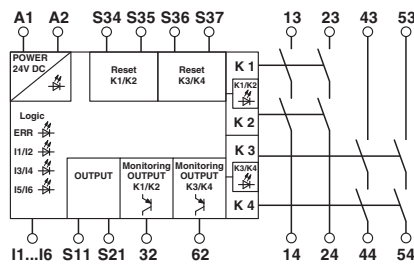 A1 A2 S34 S35 S36 S37 13 23 43 53
POWER
24V DC
Reset
K1/K2
Reset
K3/K4
K 1
K1/K2
K 2
Logic
ERR
I1/I2
I3/I4
I5/I6
OUTPUT
Monitoring
OUTPUT
K1/K2
Monitoring
OUTPUT
K3/K4
K 3
K3/K4
K 4
I1...I6 S11 S21 32 62 14 24 44 54